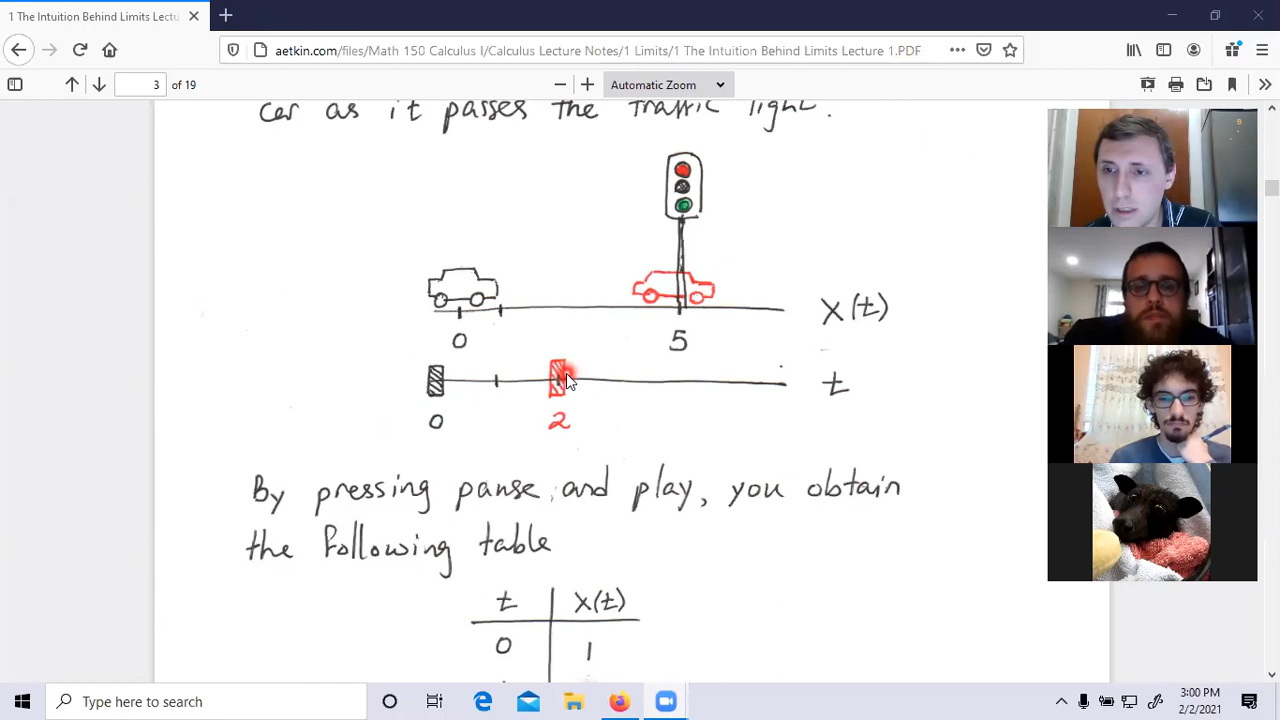 1 The Intuition Behind Limits Lectu
aetkin.com/files/Math 150 Calculus I/Calculus Lecture Notes/1 Limits/1 The Intuition Behind Limits Lecture 1.PDF
3 of 19
Automatic Zoom
car as it passes the traffic light.
X(t)
0 5
t
0 2
By pressing pause, and play, you obtain
the following table
t X(t)
0 1
Type here to search
3:00 PM
2/2/2021